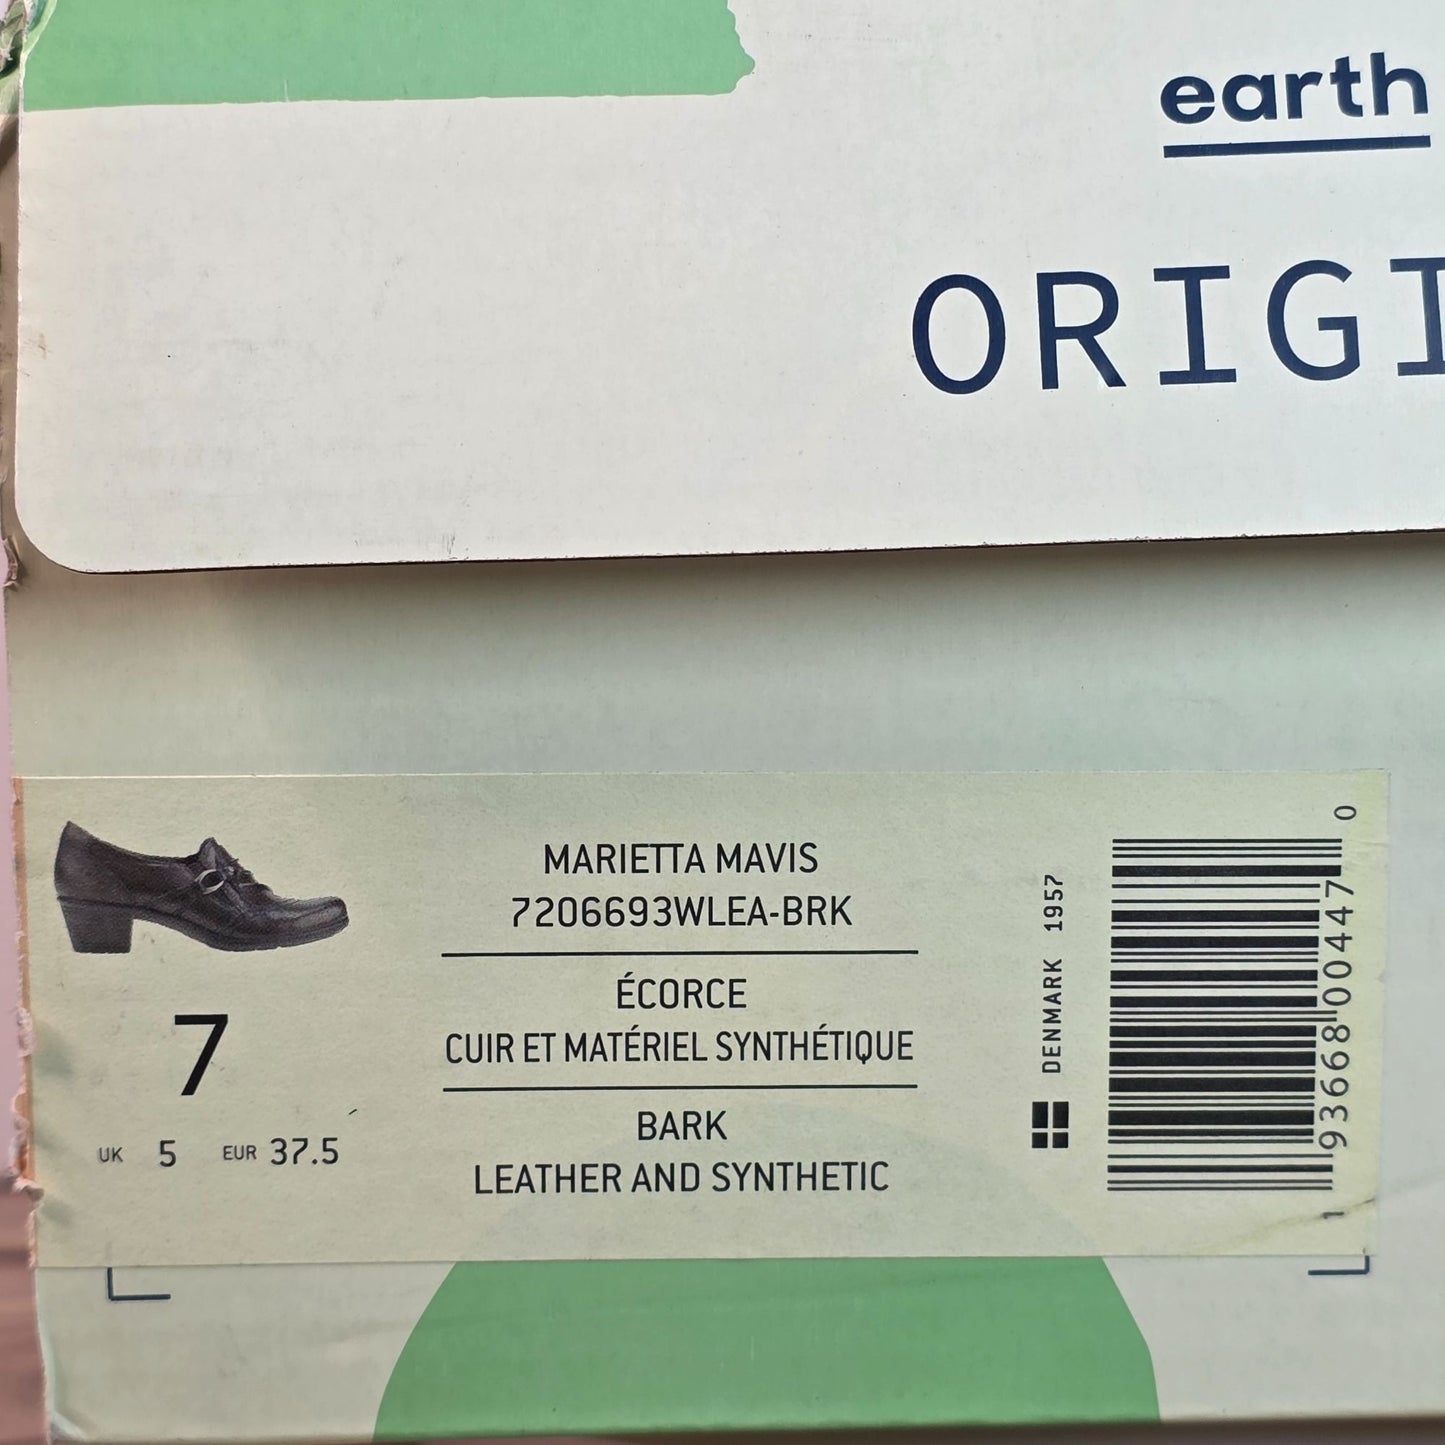 earth
ORIGI
MARIETTA MAVIS
7206693WLEA-BRK
ÉCORCE
CUIR ET MATÉRIEL SYNTHÉTIQUE
BARK
LEATHER AND SYNTHETIC
7
UK 5 EUR 37.5
DENMARK 1957
1 93668 00447 0